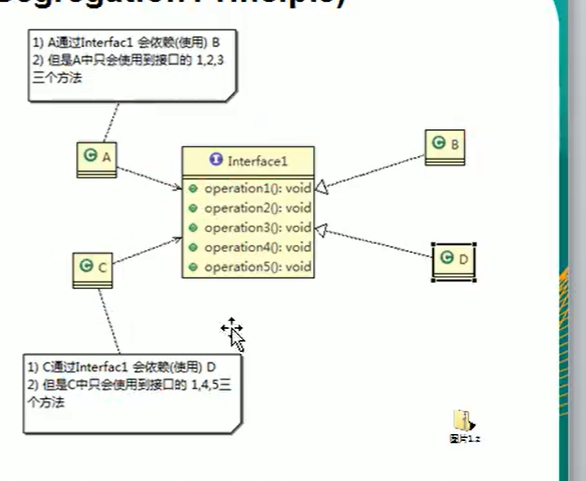 1) A通过Interfac1 会依赖(使用) B
2) 但是A中只会使用到接口的 1,2,3
三个方法
A
B
Interface1
operation1(): void
operation2(): void
operation3(): void
operation4(): void
operation5(): void
C
D
1) C通过Interfac1 会依赖(使用) D
2) 但是C中只会使用到接口的 1,4,5三
个方法
图片1.z